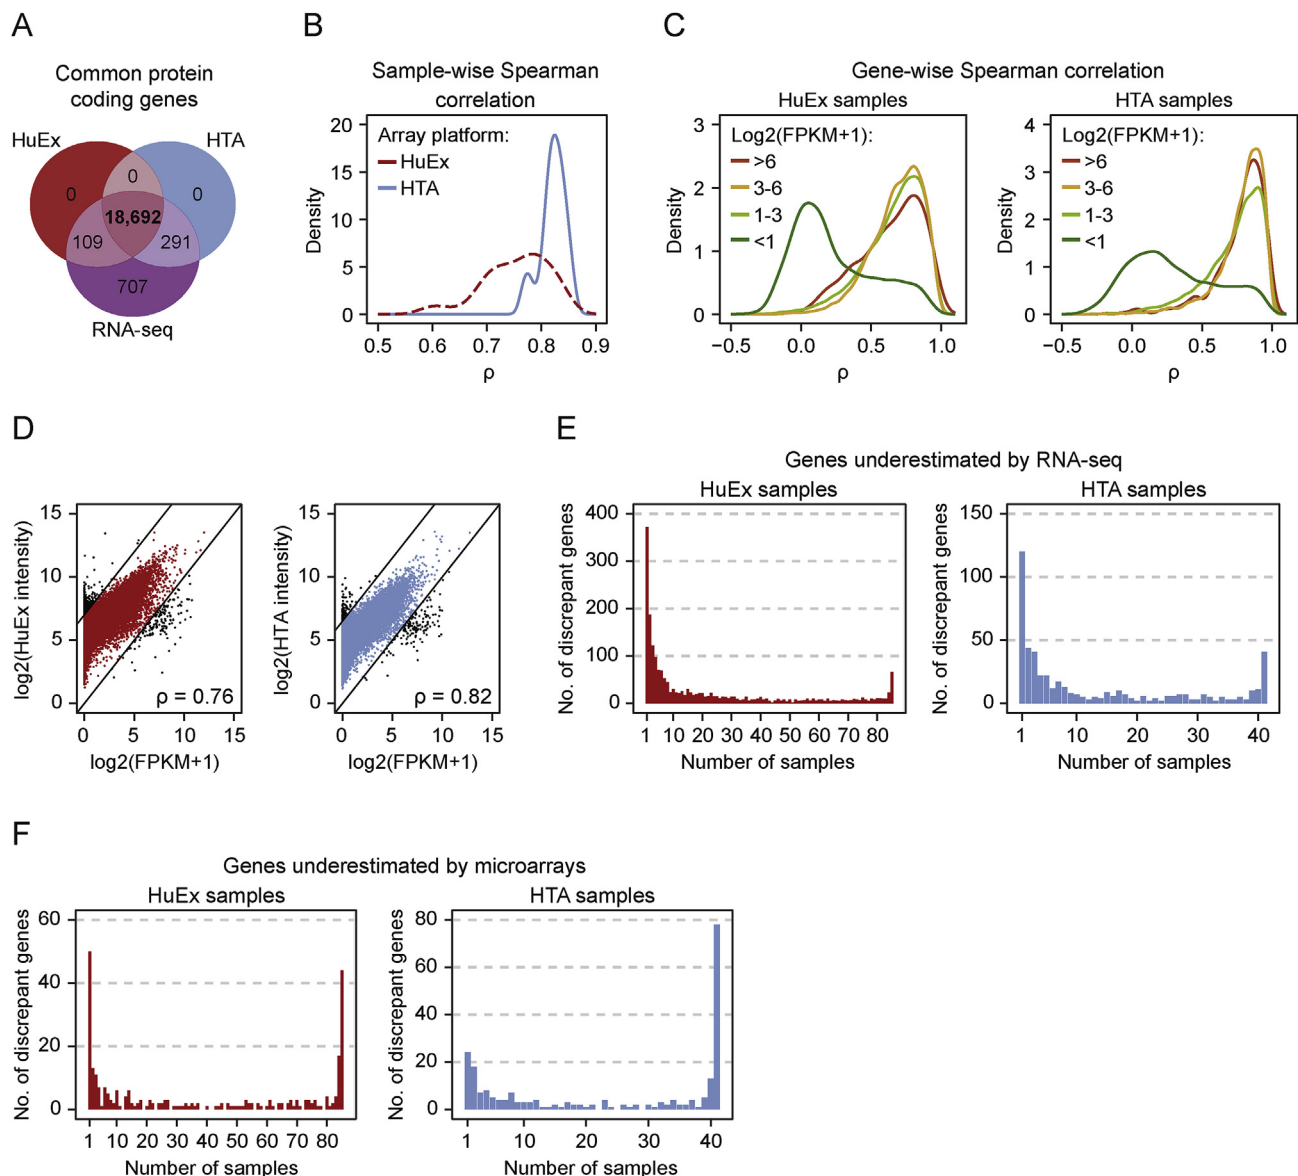 A
Common protein
coding genes
HuEx
HTA
0
0
0
18,692
109
291
707
RNA-seq
B
Sample-wise Spearman
correlation
Array platform:
HuEx
HTA
Density
20
15
10
5
0
0.5 0.6 0.7 0.8 0.9
ρ
C
Gene-wise Spearman correlation
HuEx samples
Log2(FPKM+1):
>6
3-6
1-3
<1
Density
3
2
1
0
−0.5 0.0 0.5 1.0
ρ
HTA samples
Log2(FPKM+1):
>6
3-6
1-3
<1
Density
4
3
2
1
0
−0.5 0.0 0.5 1.0
ρ
D
log2(HuEx intensity)
15
10
5
0
ρ = 0.76
0 5 10 15
log2(FPKM+1)
log2(HTA intensity)
15
10
5
0
ρ = 0.82
0 5 10 15
log2(FPKM+1)
E
Genes underestimated by RNA-seq
HuEx samples
No. of discrepant genes
400
300
200
100
0
1 10 20 30 40 50 60 70 80
Number of samples
HTA samples
No. of discrepant genes
150
100
50
0
1 10 20 30 40
Number of samples
F
Genes underestimated by microarrays
HuEx samples
No. of discrepant genes
60
40
20
0
1 10 20 30 40 50 60 70 80
Number of samples
HTA samples
No. of discrepant genes
80
60
40
20
0
1 10 20 30 40
Number of samples